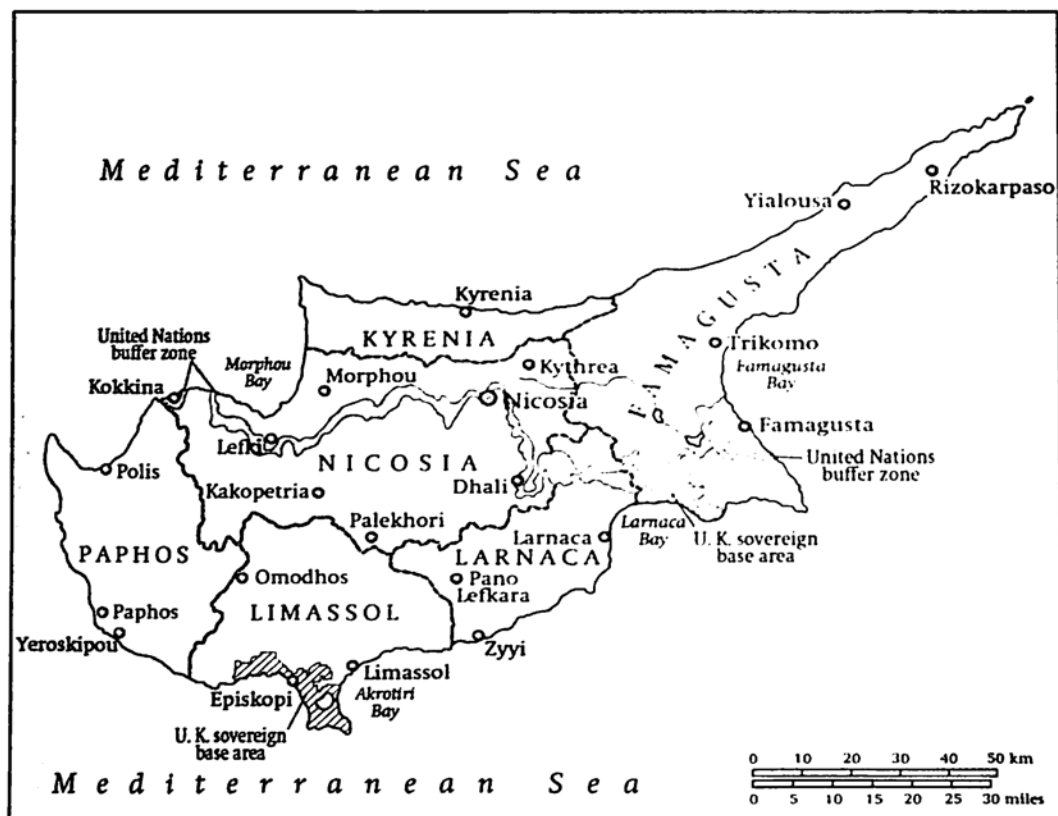 Mediterranean Sea
Yialousa
Rizokarpaso
FAMAGUSTA
Kyrenia
KYRENIA
United Nations
buffer zone
Morphou
Bay
Kokkina
Morphou
Kythrea
Trikomo
Famagusta
Bay
Nicosia
Lefki
Famagusta
NICOSIA
Polis
United Nations
buffer zone
Kakopetria
Dhali
Palekhori
Larnaca
Larnaca
Bay
U. K. sovereign
base area
PAPHOS
LARNACA
Omodhos
Pano
Lefkara
LIMASSOL
Paphos
Yeroskipou
Zyyi
Limassol
Episkopi
Akrotiri
Bay
U. K. sovereign
base area
Mediterranean Sea
0 10 20 30 40 50 km
0 5 10 15 20 25 30 miles